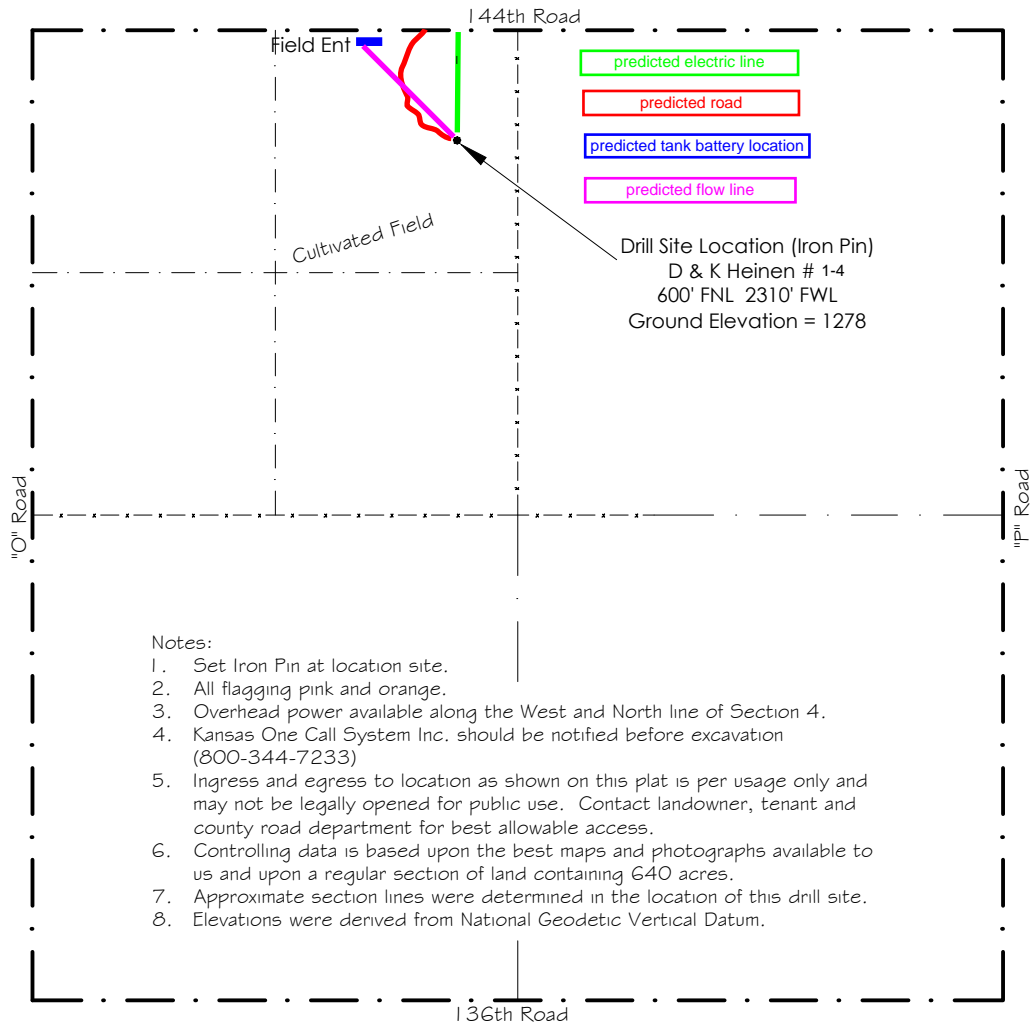 144th Road
Field Ent
predicted electric line
predicted road
predicted tank battery location
predicted flow line
Cultivated Field
Drill Site Location (Iron Pin)
D & K Heinen # 1-4
600' FNL 2310' FWL
Ground Elevation = 1278
"O" Road
"P" Road
Notes:
1. Set Iron Pin at location site.
2. All flagging pink and orange.
3. Overhead power available along the West and North line of Section 4.
4. Kansas One Call System Inc. should be notified before excavation
(800-344-7233)
5. Ingress and egress to location as shown on this plat is per usage only and
may not be legally opened for public use. Contact landowner, tenant and
county road department for best allowable access.
6. Controlling data is based upon the best maps and photographs available to
us and upon a regular section of land containing 640 acres.
7. Approximate section lines were determined in the location of this drill site.
8. Elevations were derived from National Geodetic Vertical Datum.
136th Road